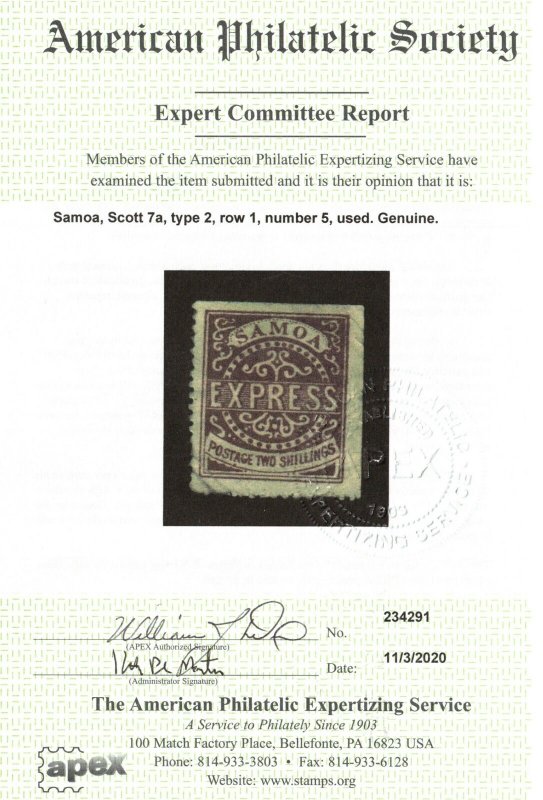 American Philatelic Society
Expert Committee Report
Members of the American Philatelic Expertizing Service have
examined the item submitted and it is their opinion that it is:
Samoa, Scott 7a, type 2, row 1, number 5, used. Genuine.
SAMOA
EXPRESS
POSTAGE TWO SHILLINGS
APEX
1903
EXPERTIZING SERVICE
(APEX Authorized Signature)
No. 234291
(Administrator Signature)
Date: 11/3/2020
The American Philatelic Expertizing Service
A Service to Philately Since 1903
100 Match Factory Place, Bellefonte, PA 16823 USA
Phone: 814-933-3803 • Fax: 814-933-6128
Website: www.stamps.org
apex